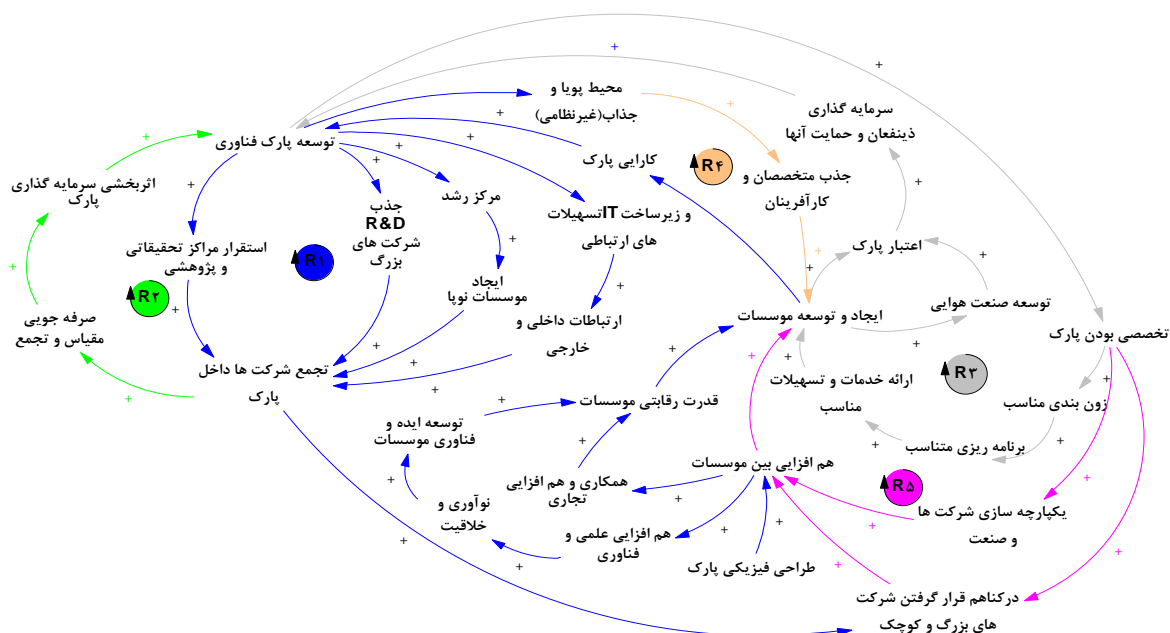 محیط پویا و
جذاب(غیرنظامی)
سرمایه گذاری
ذینفعان و حمایت آنها
توسعه پارک فناوری
کارایی پارک
R۴
جذب متخصصان و
کارآفرینان
اثربخشی سرمایه گذاری
پارک
مرکز رشد
جذب
R&D
شرکت های
بزرگ
و زیرساخت ITتسهیلات
های ارتباطی
استقرار مراکز تحقیقاتی
و پژوهشی
R۱
اعتبار پارک
R۲
ایجاد
موسسات نوپا
توسعه صنعت هوایی
صرفه جویی
مقیاس و تجمع
ارتباطات داخلی و
خارجی
ایجاد و توسعه موسسات
تخصصی بودن پارک
تجمع شرکت ها داخل
پارک
ارائه خدمات و تسهیلات
مناسب
R۳
قدرت رقابتی موسسات
زون بندی مناسب
توسعه ایده و
فناوری موسسات
برنامه ریزی متناسب
هم افزایی بین موسسات
همکاری و هم افزایی
تجاری
R۵
نوآوری و
خلاقیت
یکپارچه سازی شرکت ها
و صنعت
هم افزایی علمی و
فناوری
طراحی فیزیکی پارک
درکناهم قرار گرفتن شرکت
های بزرگ و کوچک